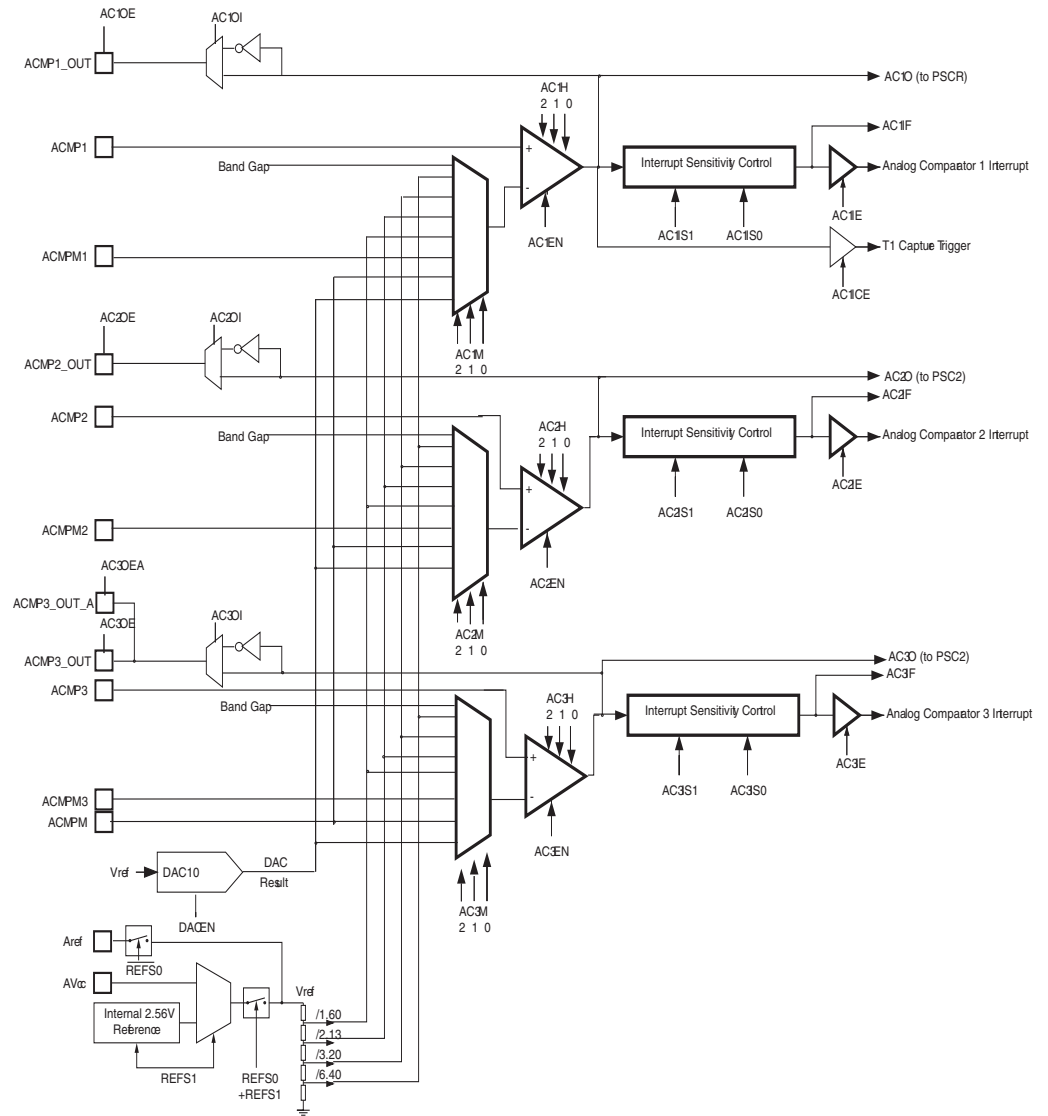 AC1OE
AC1OI
ACMP1_OUT
AC1O (to PSCR)
AC1H
2 1 0
AC1IF
ACMP1
+
Band Gap
Interrupt Sensitivity Control
Analog Comparator 1 Interrupt
-
AC1IE
AC1EN
AC1IS1
AC1IS0
T1 Capture Trigger
ACMPM1
AC1ICE
AC2OE
AC2OI
AC1M
2 1 0
ACMP2_OUT
AC2O (to PSC2)
AC2IF
ACMP2
AC2H
2 1 0
Band Gap
Interrupt Sensitivity Control
Analog Comparator 2 Interrupt
+
AC2IE
AC2IS1
AC2IS0
-
ACMPM2
AC2EN
AC3OEA
ACMP3_OUT_A
AC3OE
AC3OI
AC2M
2 1 0
ACMP3_OUT
AC3O (to PSC2)
AC3IF
ACMP3
AC3H
2 1 0
Band Gap
Interrupt Sensitivity Control
Analog Comparator 3 Interrupt
+
AC3IE
AC3IS1
AC3IS0
-
ACMPM3
ACMPM
AC3EN
Vref
DAC10
DAC
Result
AC3M
2 1 0
DACEN
Aref
REFS0
AVcc
Vref
Internal 2.56V
Reference
/1.60
/2.13
/3.20
/6.40
REFS1
REFS0
+REFS1